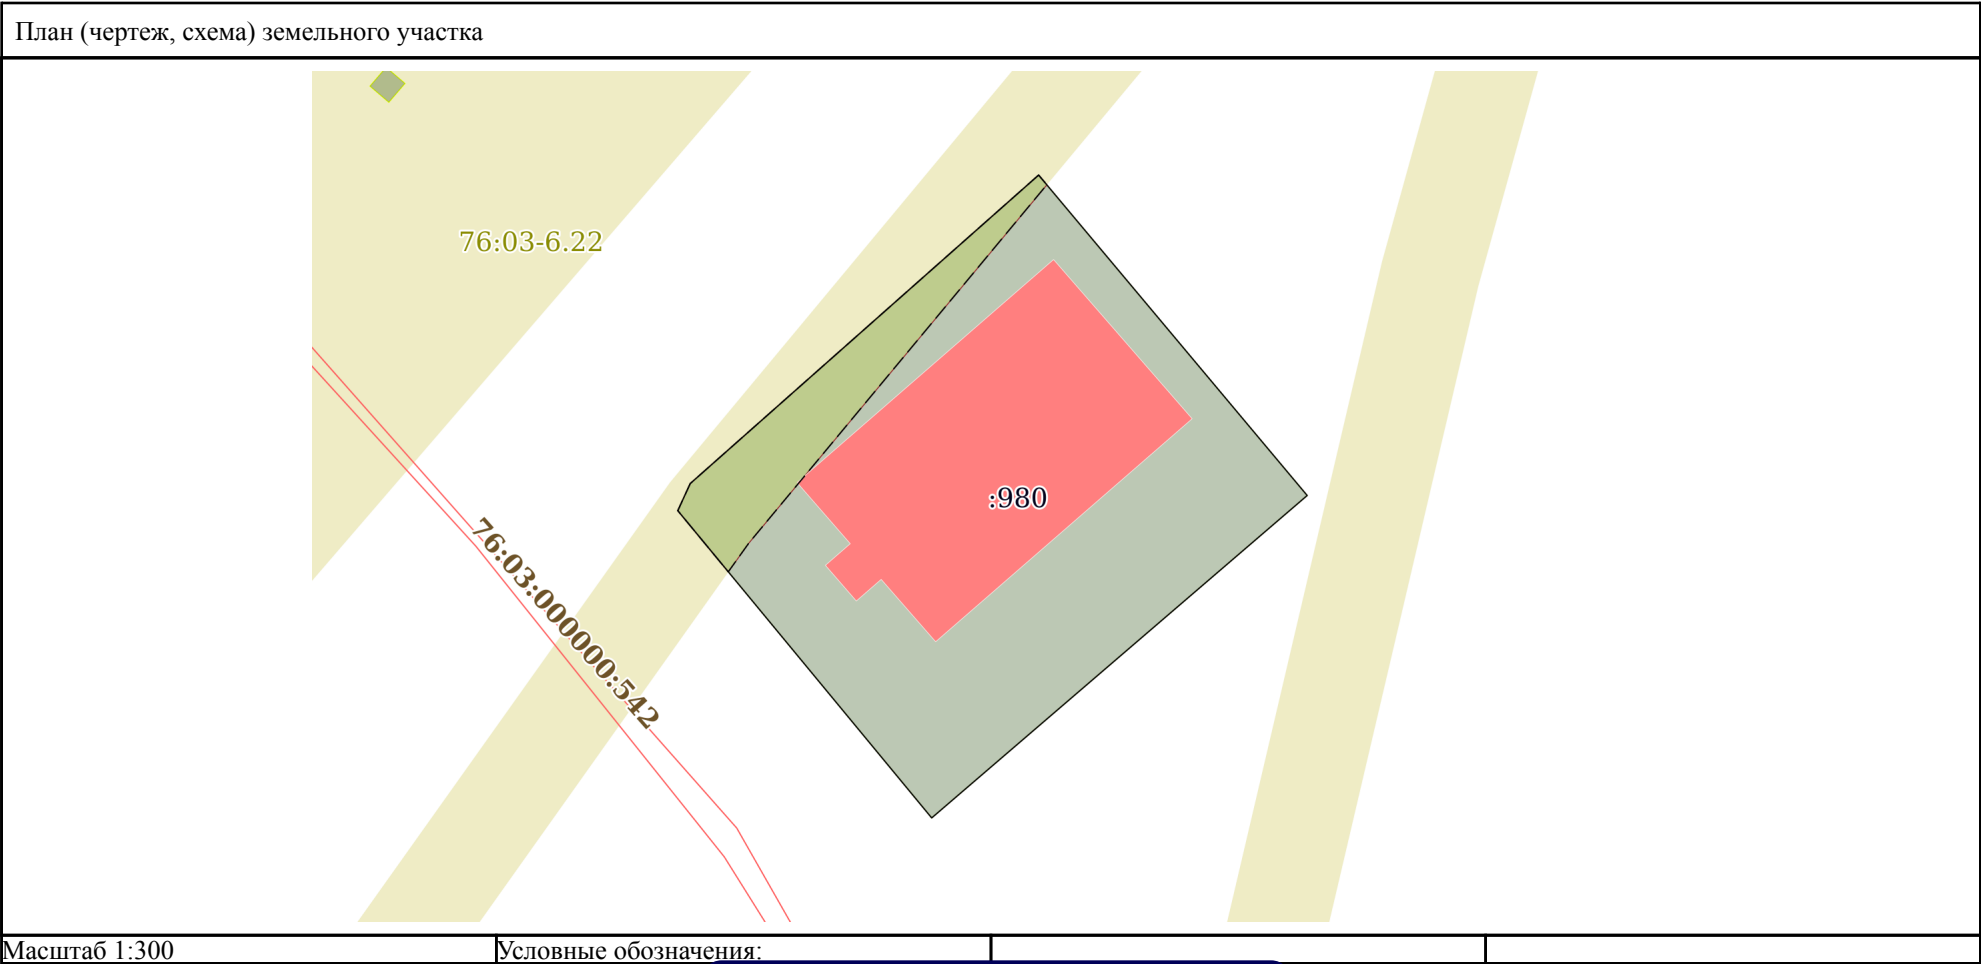 План (чертеж, схема) земельного участка
76:03-6.22
:980
76:03:000000:542
Масштаб 1:300
Условные обозначения: